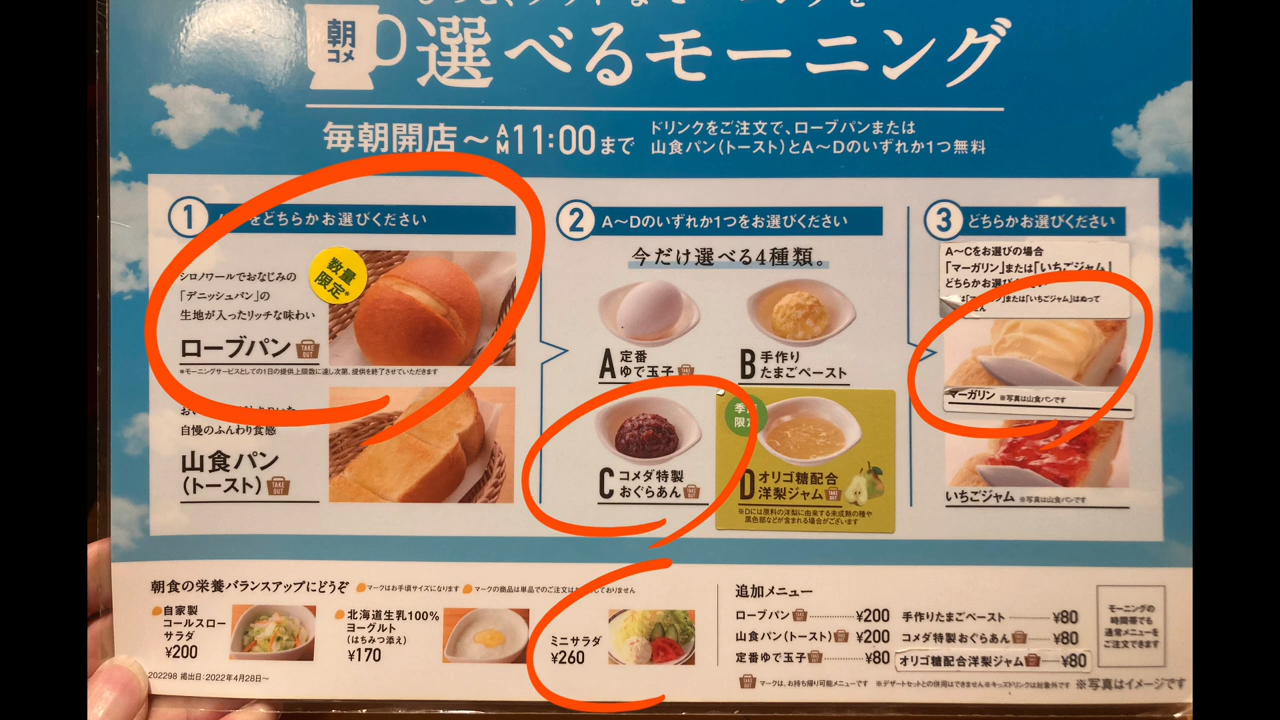 朝
コメ
選べるモーニング
毎朝開店〜AM11:00まで
ドリンクをご注文で、ローブパンまたは
山食パン(トースト)とA〜Dのいずれか1つ無料
1
をどちらかお選びください
シロノワールでおなじみの
「デニッシュパン」の
生地が入ったリッチな味わい
数量
限定*
ローブパン TAKE OUT
※モーニングサービスとしての1日の提供上限数に達し次第、提供を終了させていただきます
自慢のふんわり食感
山食パン
(トースト) TAKE OUT
2 A〜Dのいずれか1つをお選びください
今だけ選べる4種類。
A 定番
ゆで玉子
B 手作り
たまごペースト
C コメダ特製
おぐらあん
季節
限定
D オリゴ糖配合
洋梨ジャム
※Dには原料の洋梨に由来する未成熟の種や
黒色部などが含まれる場合がございます
3 どちらかお選びください
A〜Cをお選びの場合
「マーガリン」または「いちごジャム」
どちらかお選び
または「いちごジャム」はぬって
マーガリン ※写真は山食パンです
いちごジャム ※写真は山食パンです
朝食の栄養バランスアップにどうぞ
マークはお手頃サイズになります
マークの商品は単品でのご注文は しておりません
自家製
コールスロー
サラダ
¥200
北海道生乳100%
ヨーグルト
(はちみつ添え)
¥170
ミニサラダ
¥260
追加メニュー
ローブパン ¥200
山食パン(トースト) ¥200
定番ゆで玉子 ¥80
手作りたまごペースト ¥80
コメダ特製おぐらあん ¥80
オリゴ糖配合洋梨ジャム ¥80
モーニングの
時間帯でも
通常メニューを
ご注文できます
TAKE OUT マークは、お持ち帰り可能メニューです ※デザートセットとの併用はできません※キッズドリンクは対象外です ※写真はイメージです
202298 掲出日:2022年4月28日〜